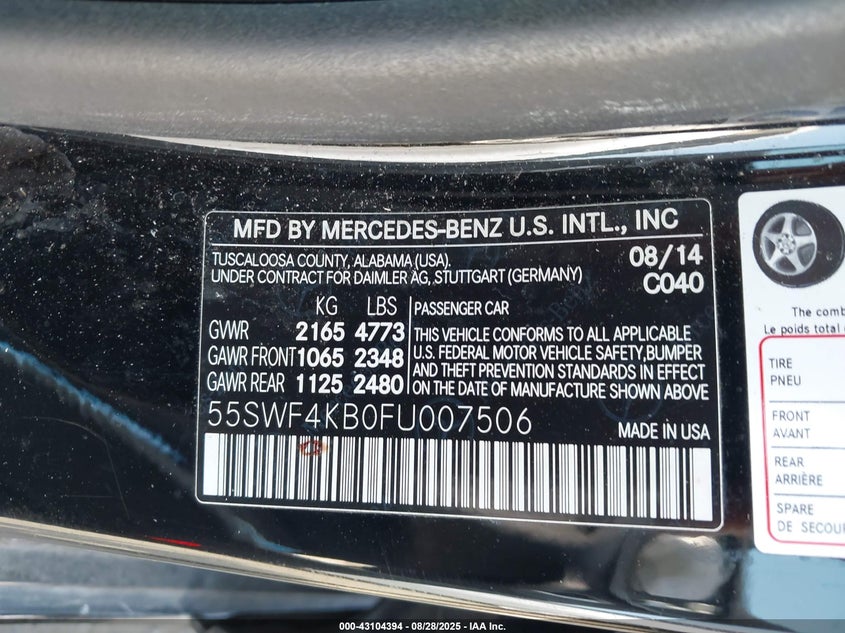 MFD BY MERCEDES-BENZ U.S. INTL., INC
TUSCALOOSA COUNTY, ALABAMA (USA). 08/14
UNDER CONTRACT FOR DAIMLER AG, STUTTGART (GERMANY) C040
KG LBS PASSENGER CAR
GVWR 2165 4773 THIS VEHICLE CONFORMS TO ALL APPLICABLE
GAWR FRONT 1065 2348 U.S. FEDERAL MOTOR VEHICLE SAFETY,BUMPER
GAWR REAR 1125 2480 AND THEFT PREVENTION STANDARDS IN EFFECT
ON THE DATE OF MANUFACTURE SHOWN ABOVE
55SWF4KB0FU007506 MADE IN USA
The comb
Le poids total
TIRE
PNEU
FRONT
AVANT
REAR
ARRIÈRE
SPARE
DE SECOU
000-43104394 - 08/28/2025 - IAA Inc.